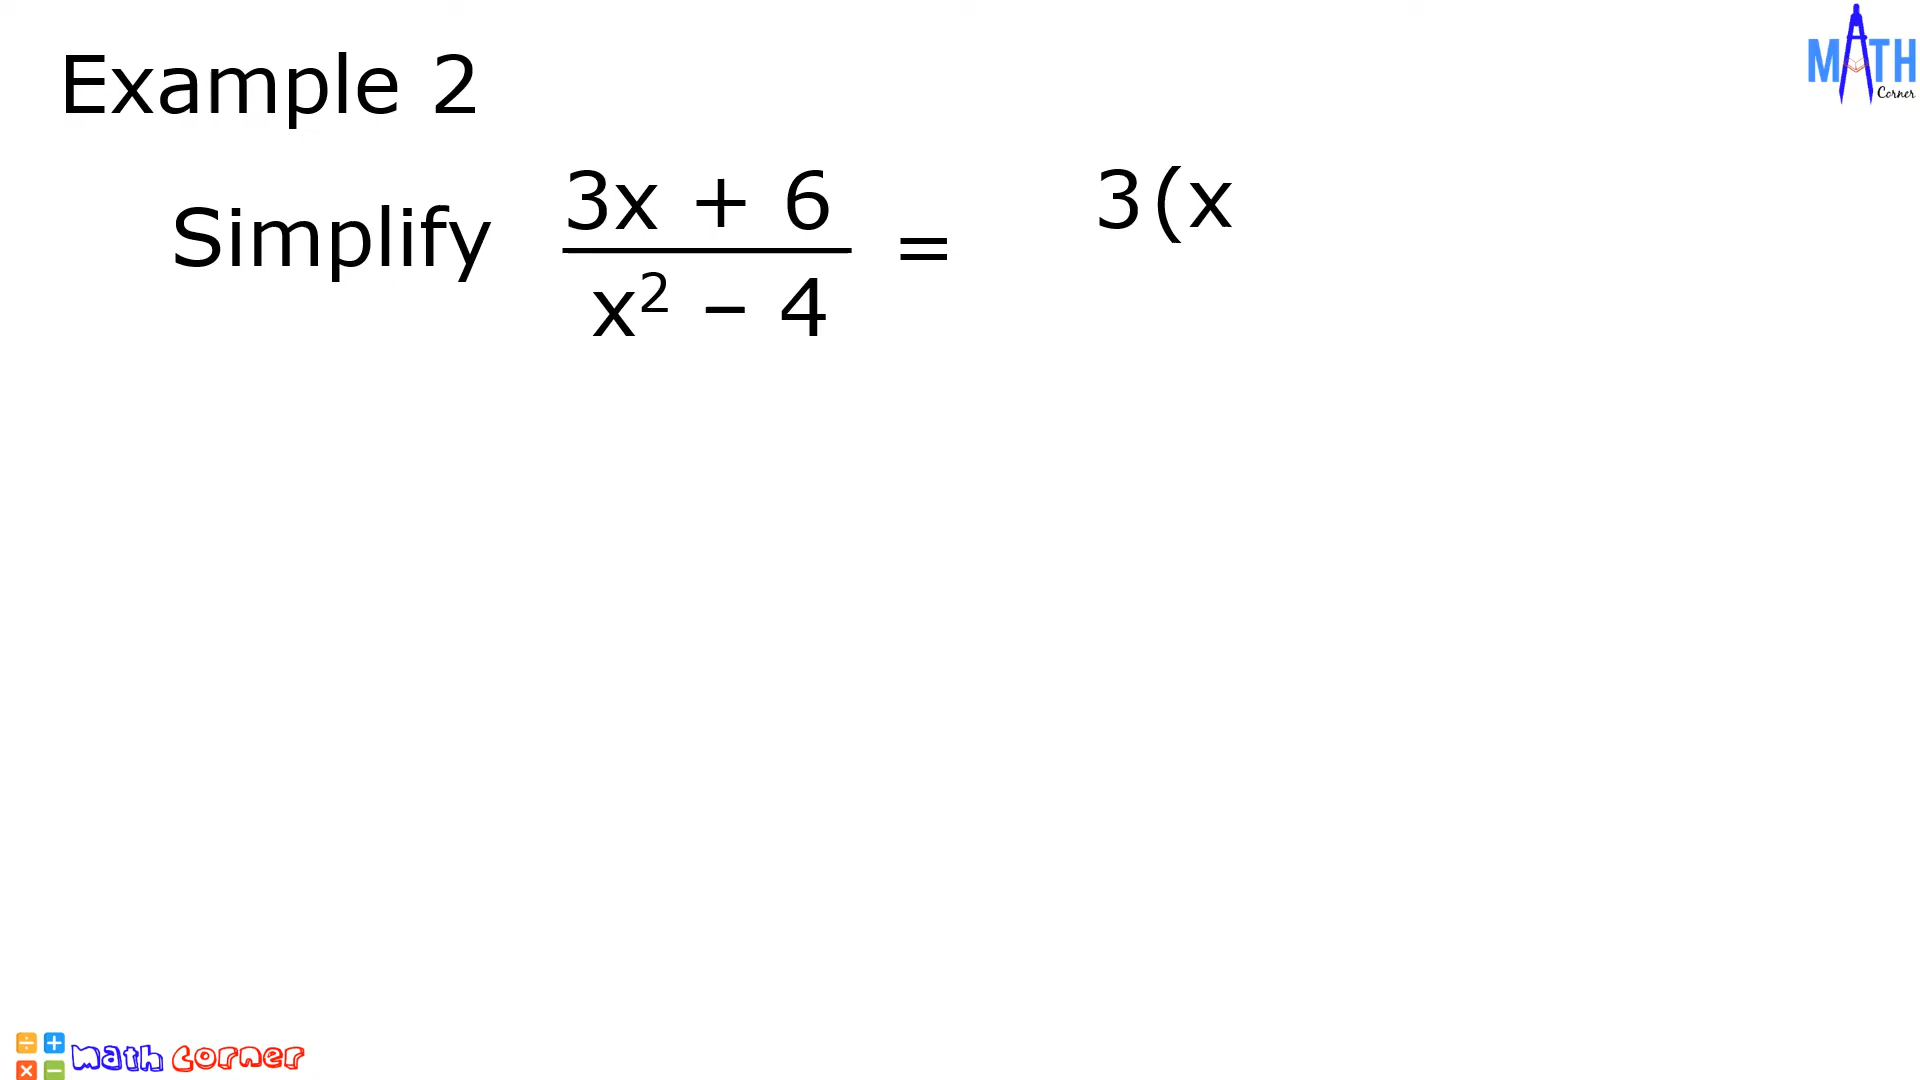 MATH
Corner
Example 2
Simplify 3x + 6 / x² – 4 = 3(x
math corner